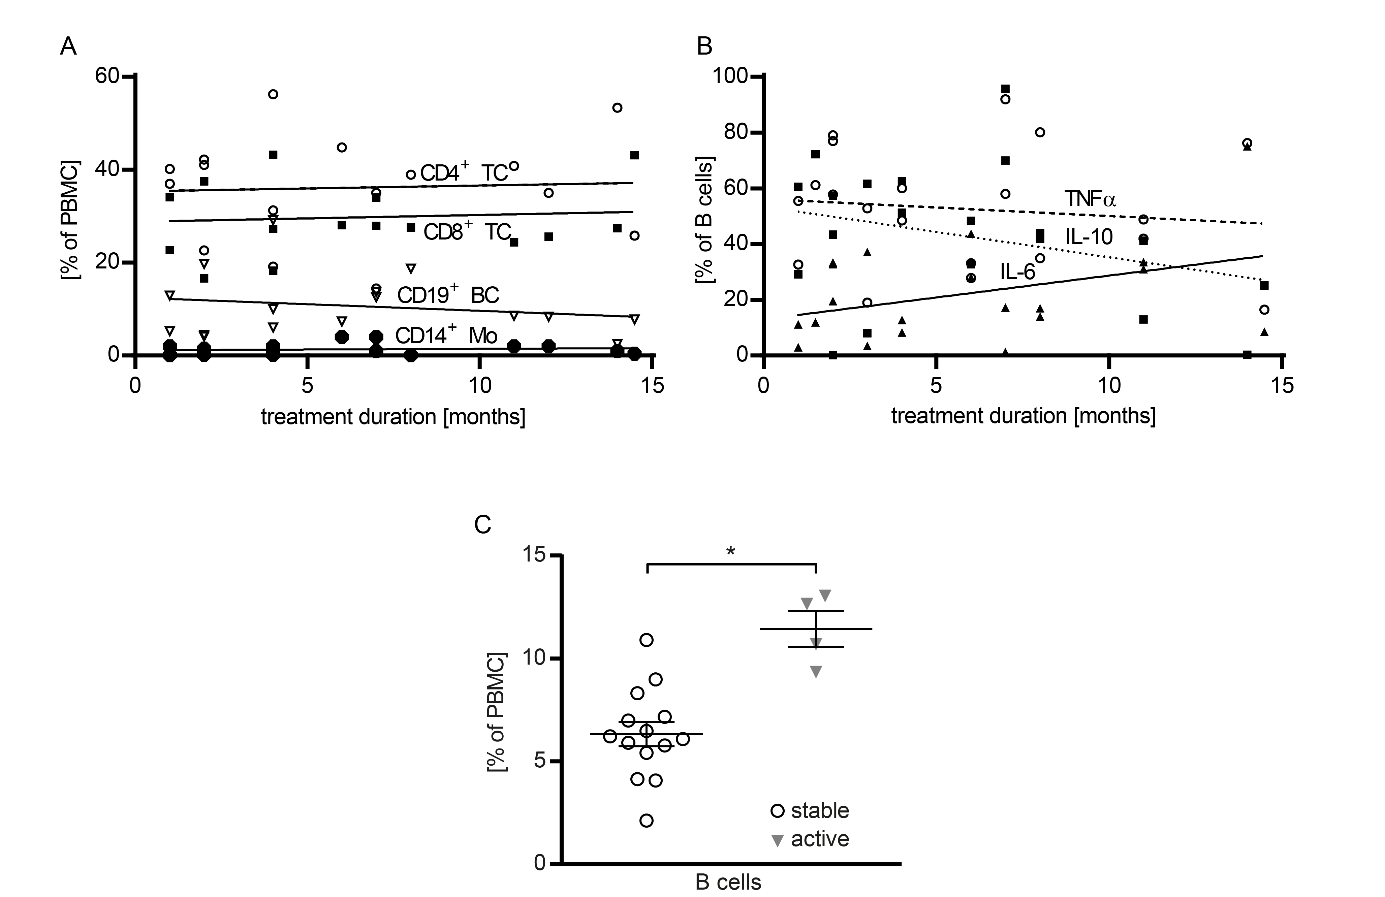 A
60
40
20
0
[% of PBMC]
CD4+ TC
CD8+ TC
CD19+ BC
CD14+ Mo
0 5 10 15
treatment duration [months]
B
100
80
60
40
20
0
[% of B cells]
TNFα
IL-10
IL-6
0 5 10 15
treatment duration [months]
C
15
10
5
0
[% of PBMC]
*
stable
active
B cells